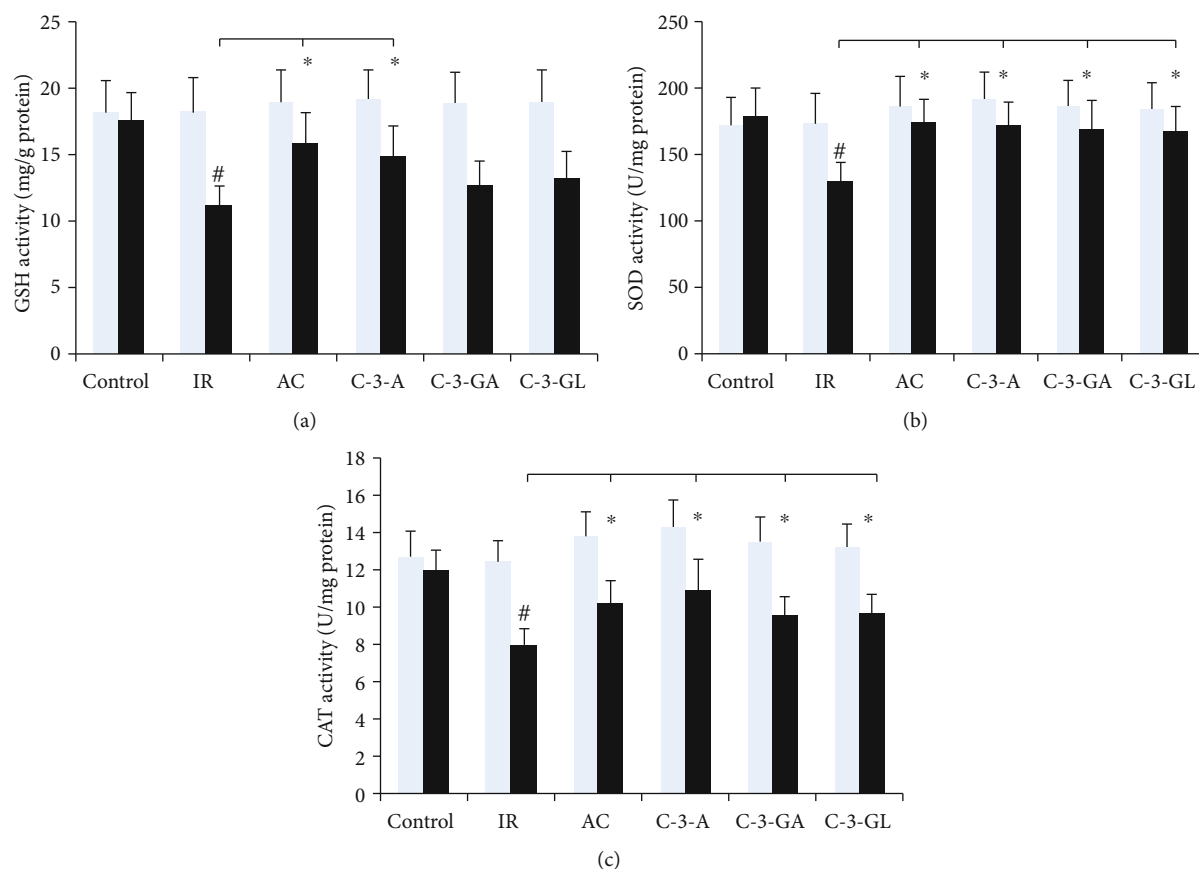 GSH activity (mg/g protein)
25
20
15
10
5
0
* *
#
Control IR AC C-3-A C-3-GA C-3-GL
(a)
SOD activity (U/mg protein)
250
200
150
100
50
0
* * * *
#
Control IR AC C-3-A C-3-GA C-3-GL
(b)
CAT activity (U/mg protein)
18
16
14
12
10
8
6
4
2
0
* * * *
#
Control IR AC C-3-A C-3-GA C-3-GL
(c)